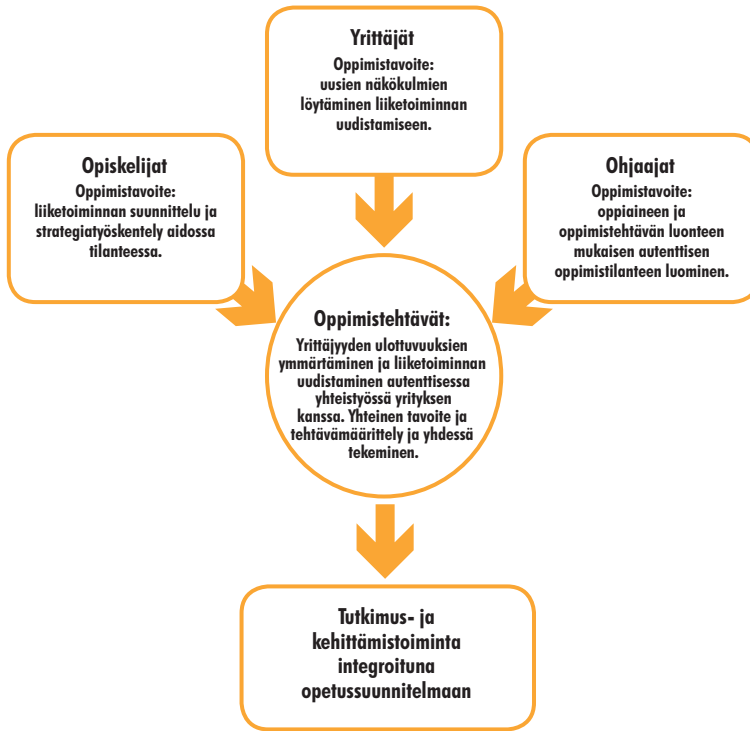 Yrittäjät
Oppimistavoite:
uusien näkökulmien
löytäminen liiketoiminnan
uudistamiseen.
Opiskelijat
Oppimistavoite:
liiketoiminnan suunnittelu ja
strategiatyöskentely aidossa
tilanteessa.
Ohjaajat
Oppimistavoite:
oppiaineen ja
oppimistehtävän luonteen
mukaisen autenttisen
oppimistilanteen luominen.
Oppimistehtävät:
Yrittäjyyden ulottuvuuksien
ymmärtäminen ja liiketoiminnan
uudistaminen autenttisessa
yhteistyössä yrityksen
kanssa. Yhteinen tavoite ja
tehtävämäärittely ja yhdessä
tekeminen.
Tutkimus- ja
kehittämistoiminta
integroituna
opetussuunnitelmaan